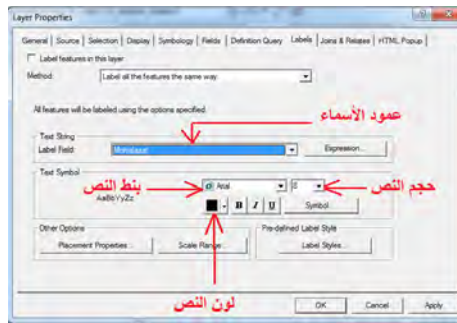 Layer Properties
General | Source | Selection | Display | Symbology | Fields | Definition Query | Labels | Joins & Relates | HTML Popup
Label features in this layer
Method: Label all the features the same way.
All features will be labeled using the options specified.
عمود الأسماء
Text String
Label Field: Expression...
Text Symbol
AaBbYyZz
بنط النص
Arial
8
حجم النص
B I U Symbol...
Other Options
Pre-defined Label Style
Placement Properties... Scale Range... Label Styles...
لون النص
OK Cancel Apply